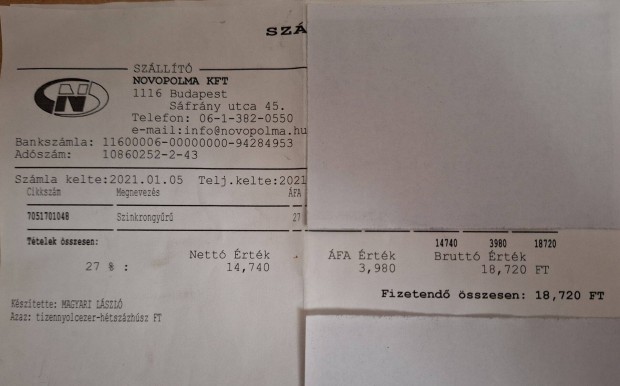 SZÁ
SZÁLLÍTÓ
NOVOPOLMA KFT
1116 Budapest
Sáfrány utca 45.
Telefon: 06-1-382-0550
e-mail:info@novopolma.hu
Bankszámla: 11600006-00000000-94284953
Adószám: 10860252-2-43
Számla kelte:2021.01.05 Telj.kelte:2021
Cikkszám Megnevezés ÁFA
7051701048 Szinkrongyűrű 27
Tételek összesen: 14740 3980 18720
Nettó Érték ÁFA Érték Bruttó Érték
27 % : 14,740 3,980 18,720 FT
Fizetendő összesen: 18,720 FT
Készítette: MAGYARI LÁSZLÓ
Azaz: tizennyolcezer-hétszázhúsz FT